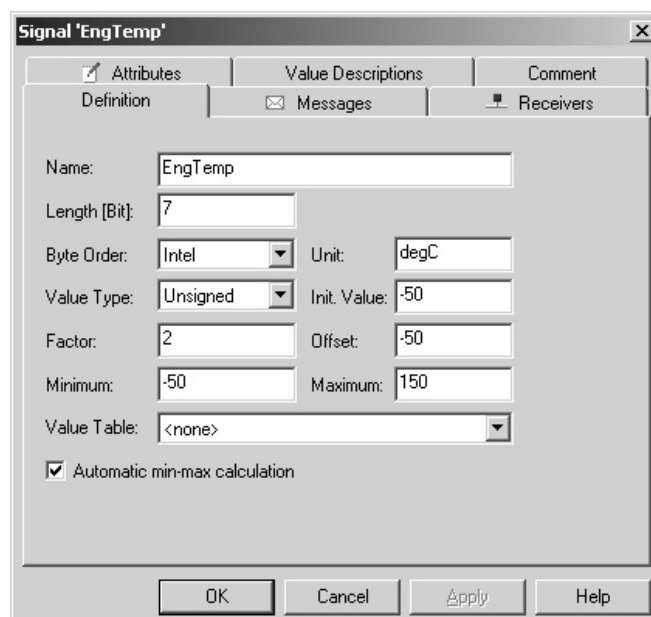 Signal 'EngTemp'
Attributes Value Descriptions Comment
Definition Messages Receivers
Name: EngTemp
Length [Bit]: 7
Byte Order: Intel Unit: degC
Value Type: Unsigned Init. Value: -50
Factor: 2 Offset: -50
Minimum: -50 Maximum: 150
Value Table: <none>
Automatic min-max calculation
OK Cancel Apply Help